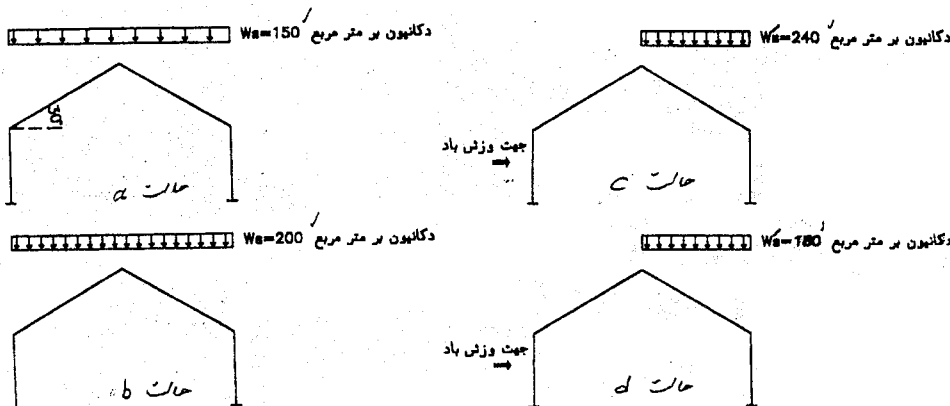 Ws=150 دکانیون بر متر مربع
Ws=240 دکانیون بر متر مربع
30°
جهت وزش باد
حالت a
حالت c
Ws=200 دکانیون بر متر مربع
Ws=180 دکانیون بر متر مربع
جهت وزش باد
حالت b
حالت d